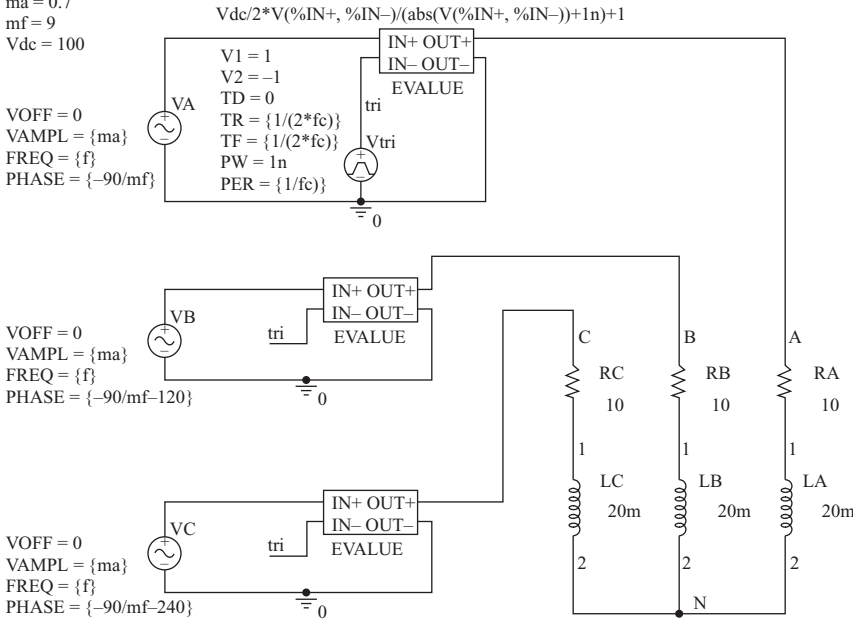 ma = 0.7
mf = 9
Vdc = 100
Vdc/2*V(%IN+, %IN–)/(abs(V(%IN+, %IN–))+1n)+1
IN+ OUT+
IN– OUT–
EVALUE
V1 = 1
V2 = –1
TD = 0
TR = {1/(2*fc)}
TF = {1/(2*fc)}
PW = 1n
PER = {1/fc)}
tri
Vtri
VA
VOFF = 0
VAMPL = {ma}
FREQ = {f}
PHASE = {–90/mf}
0
IN+ OUT+
IN– OUT–
EVALUE
VB
tri
VOFF = 0
VAMPL = {ma}
FREQ = {f}
PHASE = {–90/mf–120}
0
C
B
A
RC
10
RB
10
RA
10
1
1
1
LC
20m
LB
20m
LA
20m
2
2
2
N
IN+ OUT+
IN– OUT–
EVALUE
VC
tri
VOFF = 0
VAMPL = {ma}
FREQ = {f}
PHASE = {–90/mf–240}
0